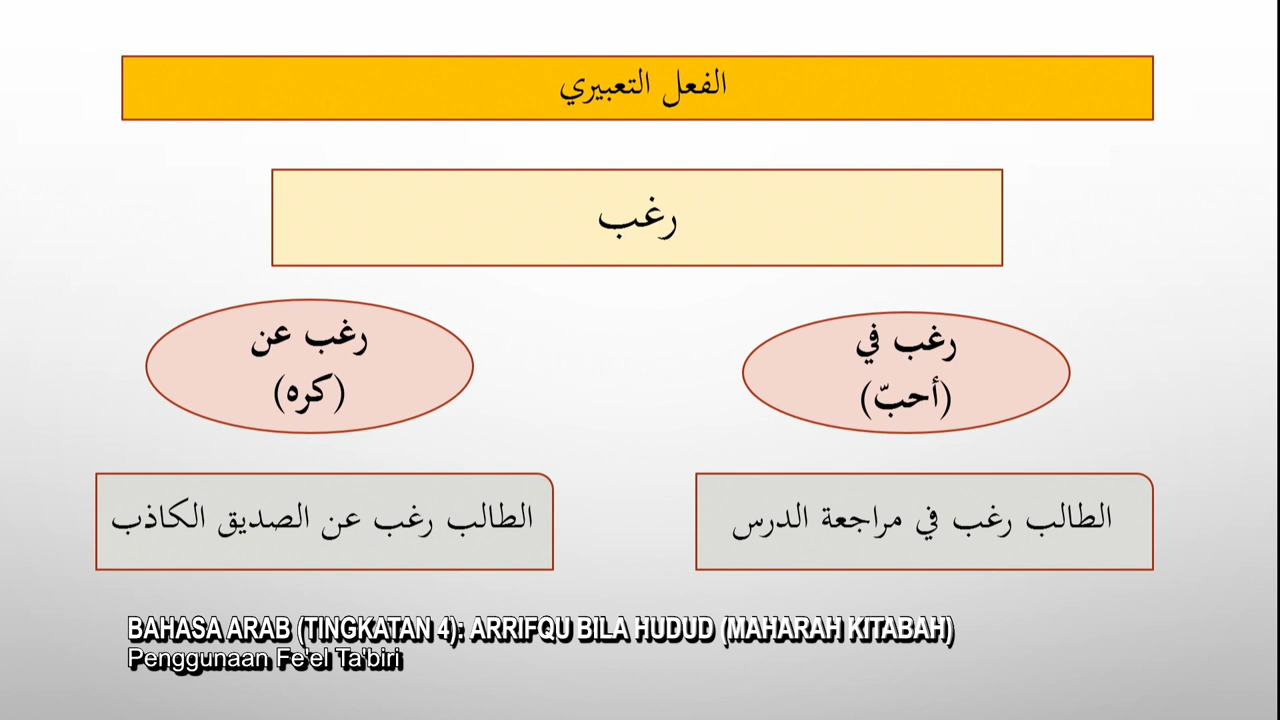 الفعل التعبيري
رغب
رغب في
(أحبّ)
رغب عن
(كره)
الطالب رغب في مراجعة الدرس
الطالب رغب عن الصديق الكاذب
BAHASA ARAB (TINGKATAN 4): ARRIFQU BILA HUDUD (MAHARAH KITABAH)
Penggunaan Fe'el Ta'biri